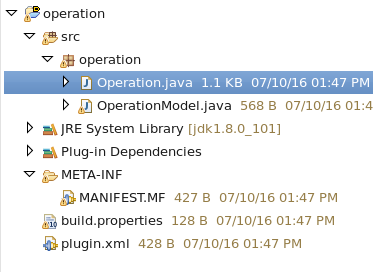 operation
src
operation
Operation.java 1.1 KB 07/10/16 01:47 PM
OperationModel.java 568 B 07/10/16 01:4
JRE System Library [jdk1.8.0_101]
Plug-in Dependencies
META-INF
MANIFEST.MF 427 B 07/10/16 01:47 PM
build.properties 128 B 07/10/16 01:47 PM
plugin.xml 428 B 07/10/16 01:47 PM